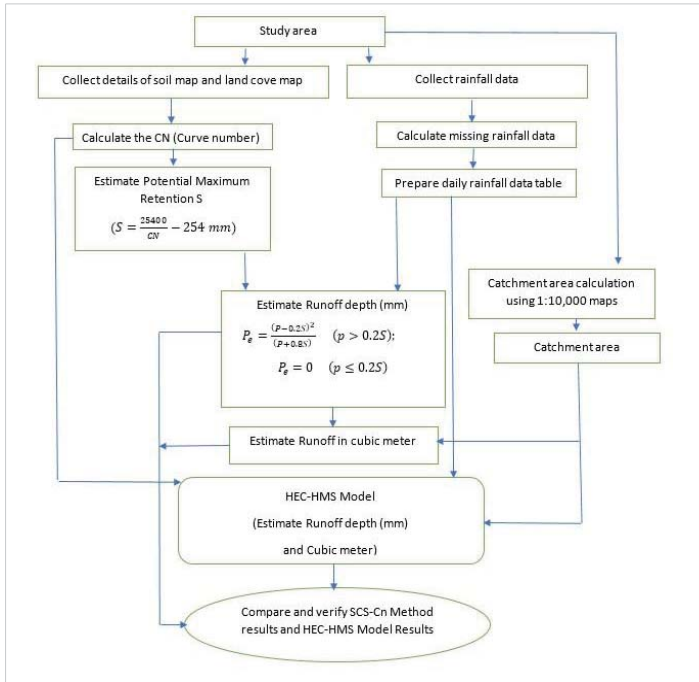 Study area
Collect details of soil map and land cove map
Collect rainfall data
Calculate the CN (Curve number)
Calculate missing rainfall data
Estimate Potential Maximum
Retention S
(S = 25400/CN − 254 mm)
Prepare daily rainfall data table
Catchment area calculation
using 1:10,000 maps
Estimate Runoff depth (mm)
P_e = (P−0.2S)²/(P+0.8S) (p > 0.2S);
P_e = 0 (p ≤ 0.2S)
Catchment area
Estimate Runoff in cubic meter
HEC-HMS Model
(Estimate Runoff depth (mm)
and Cubic meter)
Compare and verify SCS-Cn Method
results and HEC-HMS Model Results